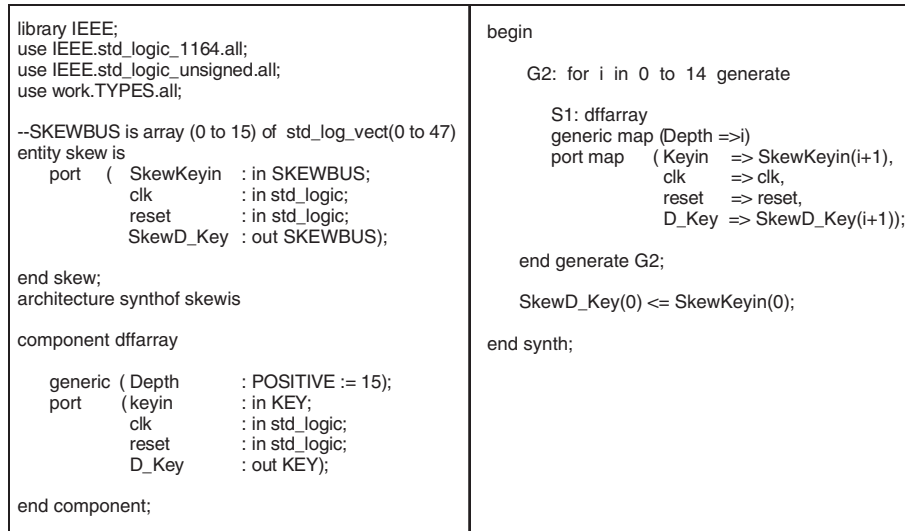 library IEEE;
use IEEE.std_logic_1164.all;
use IEEE.std_logic_unsigned.all;
use work.TYPES.all;
--SKEWBUS is array (0 to 15) of std_log_vect(0 to 47)
entity skew is
port ( SkewKeyin : in SKEWBUS;
clk : in std_logic;
reset : in std_logic;
SkewD_Key : out SKEWBUS);
end skew;
architecture synthof skewis
component dffarray
generic ( Depth : POSITIVE := 15);
port (keyin : in KEY;
clk : in std_logic;
reset : in std_logic;
D_Key : out KEY);
end component;
begin
G2: for i in 0 to 14 generate
S1: dffarray
generic map (Depth =>i)
port map ( Keyin => SkewKeyin(i+1),
clk => clk,
reset => reset,
D_Key => SkewD_Key(i+1));
end generate G2;
SkewD_Key(0) <= SkewKeyin(0);
end synth;